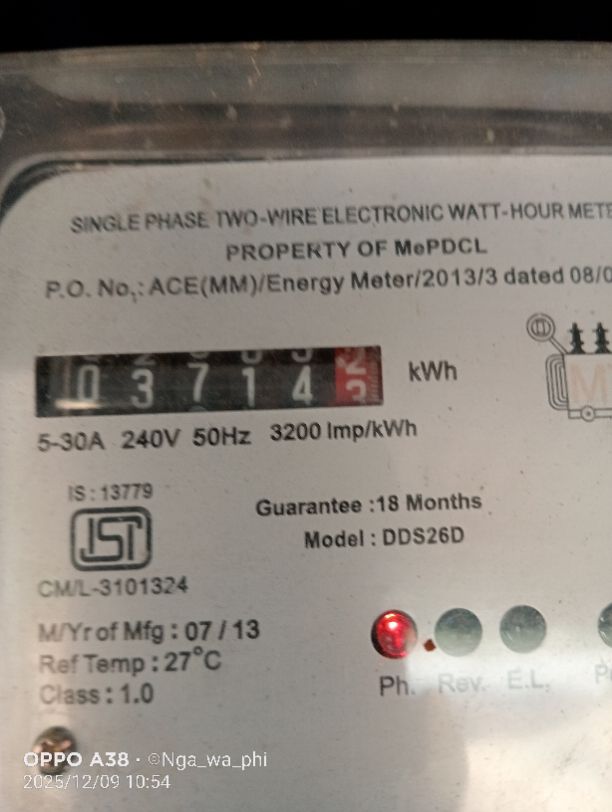 SINGLE PHASE TWO-WIRE ELECTRONIC WATT-HOUR METE
PROPERTY OF MePDCL
P.O. No.: ACE(MM)/Energy Meter/2013/3 dated 08/0
0 3 7 1 4 kWh
5-30A 240V 50Hz 3200 Imp/kWh
IS : 13779
ISI
CM/L-3101324
Guarantee :18 Months
Model : DDS26D
M/Yr of Mfg : 07 / 13
Ref Temp : 27°C
Class : 1.0
Ph. Rev. E.L.
OPPO A38 · ©Nga_wa_phi
2025/12/09 10:54